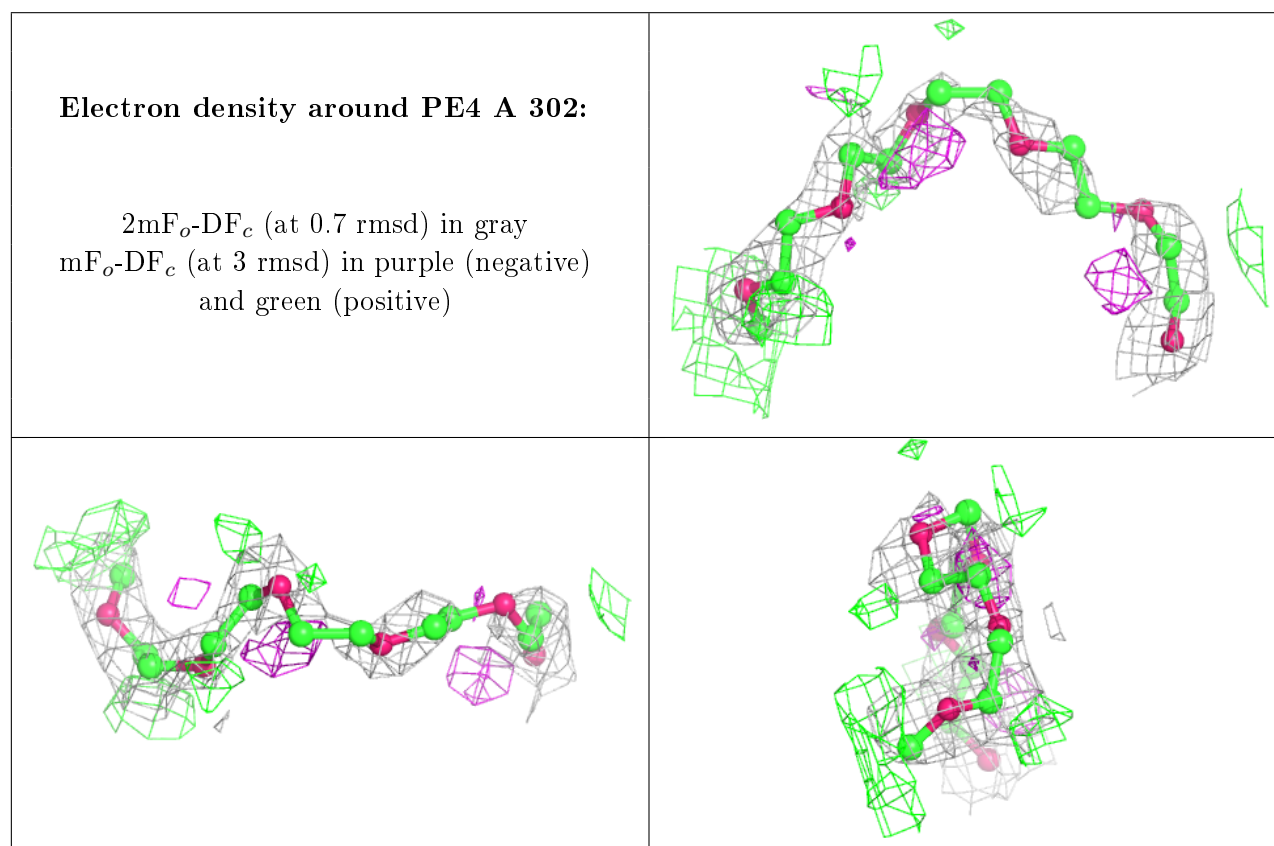 Electron density around PE4 A 302:
2mFo-DFc (at 0.7 rmsd) in gray
mFo-DFc (at 3 rmsd) in purple (negative)
and green (positive)